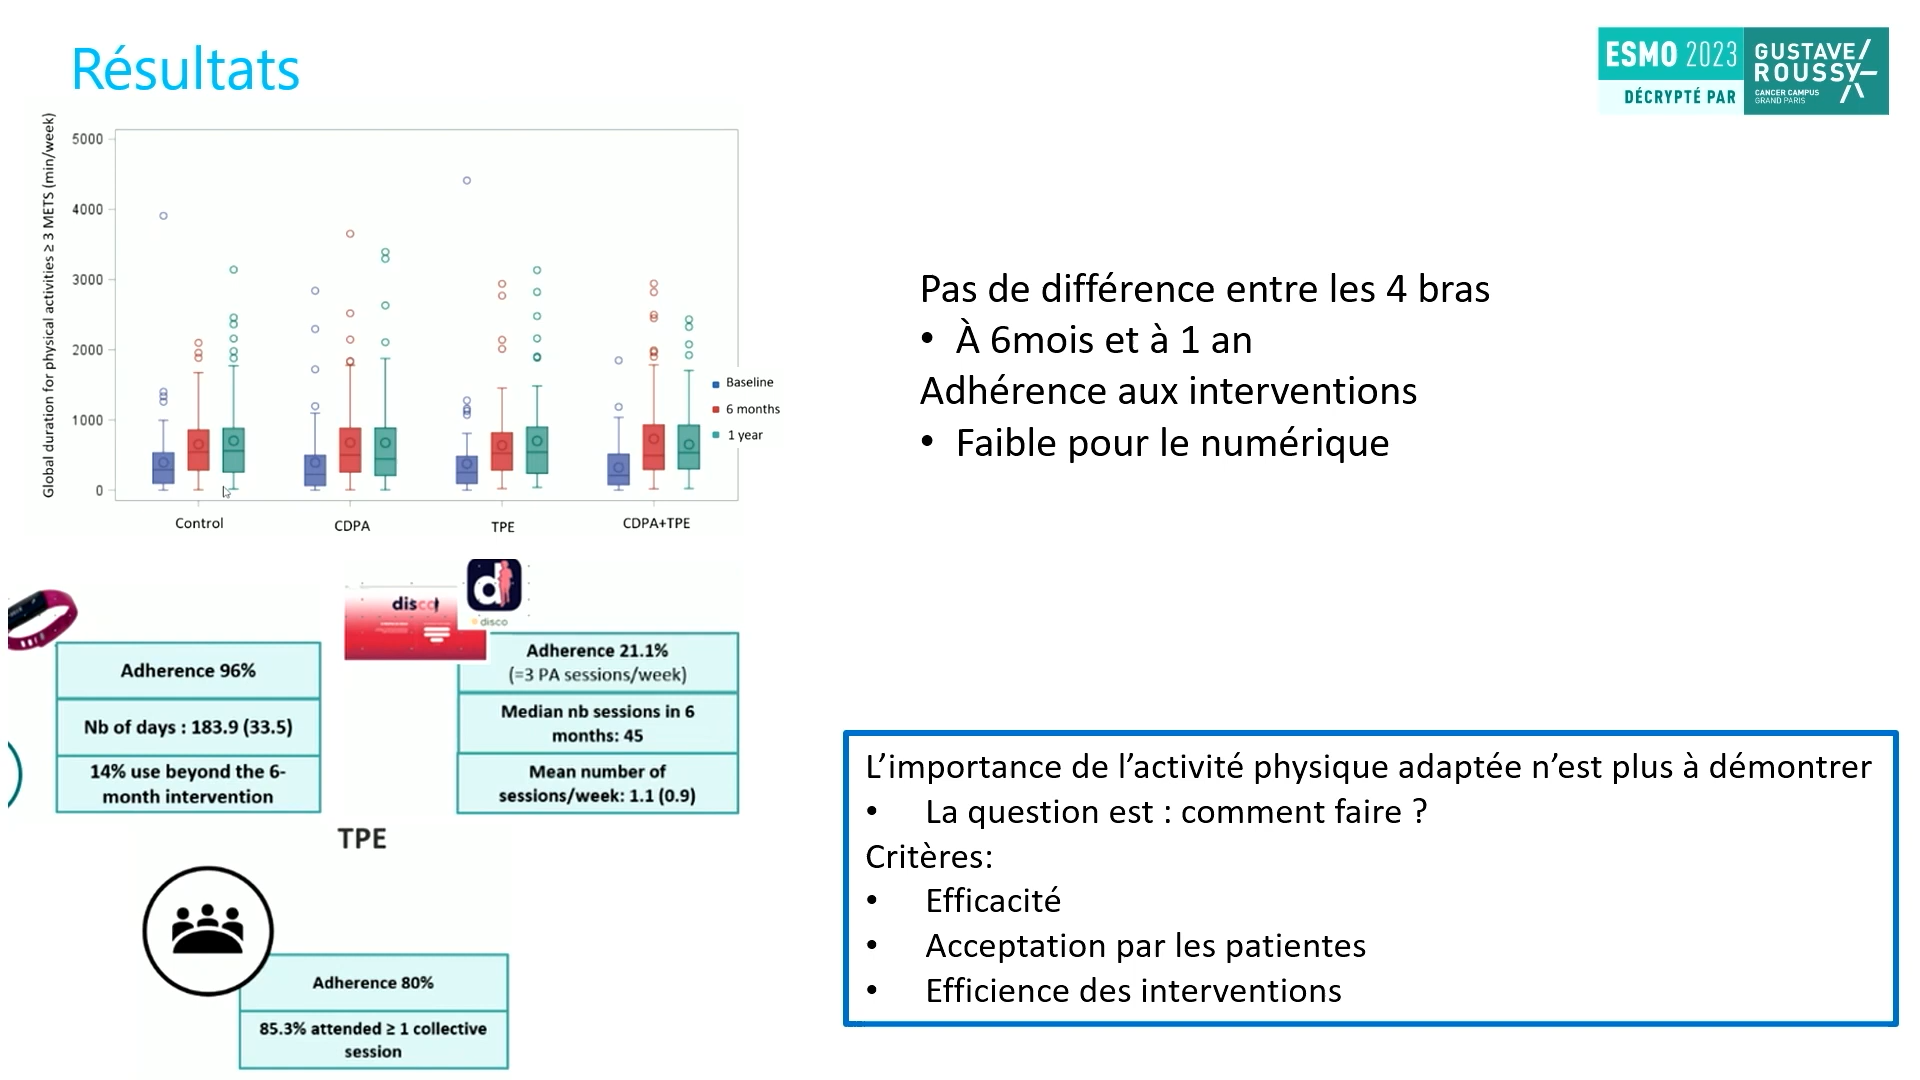 Résultats
ESMO 2023
DÉCRYPTÉ PAR
GUSTAVE/
ROUSSY
CANCER CAMPUS
GRAND PARIS
Global duration for physical activities ≥ 3 METS (min/week)
5000
4000
3000
2000
1000
0
Baseline
6 months
1 year
Control
CDPA
TPE
CDPA+TPE
Pas de différence entre les 4 bras
• À 6mois et à 1 an
Adhérence aux interventions
• Faible pour le numérique
disco
d
disco
Adherence 96%
Nb of days : 183.9 (33.5)
14% use beyond the 6-
month intervention
Adherence 21.1%
(=3 PA sessions/week)
Median nb sessions in 6
months: 45
Mean number of
sessions/week: 1.1 (0.9)
TPE
Adherence 80%
85.3% attended ≥ 1 collective
session
L’importance de l’activité physique adaptée n’est plus à démontrer
• La question est : comment faire ?
Critères:
• Efficacité
• Acceptation par les patientes
• Efficience des interventions